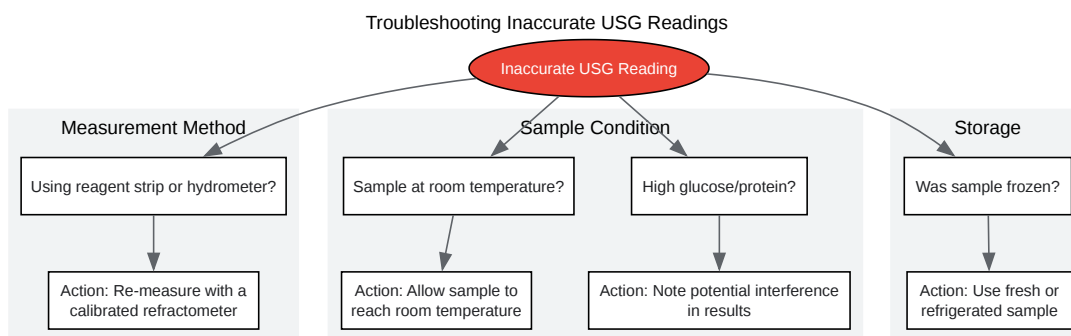 Troubleshooting Inaccurate USG Readings
Inaccurate USG Reading
Measurement Method
Sample Condition
Storage
Using reagent strip or hydrometer?
Sample at room temperature?
High glucose/protein?
Was sample frozen?
Action: Re-measure with a
calibrated refractometer
Action: Allow sample to
reach room temperature
Action: Note potential interference
in results
Action: Use fresh or
refrigerated sample